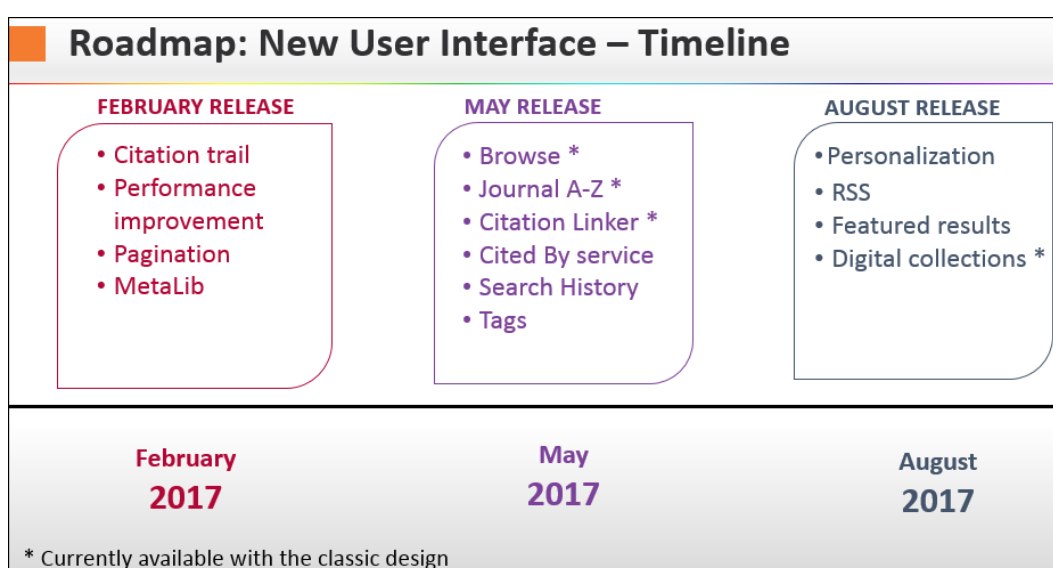 Roadmap: New User Interface – Timeline
FEBRUARY RELEASE
• Citation trail
• Performance
improvement
• Pagination
• MetaLib
MAY RELEASE
• Browse *
• Journal A-Z *
• Citation Linker *
• Cited By service
• Search History
• Tags
AUGUST RELEASE
• Personalization
• RSS
• Featured results
• Digital collections *
February
2017
May
2017
August
2017
* Currently available with the classic design